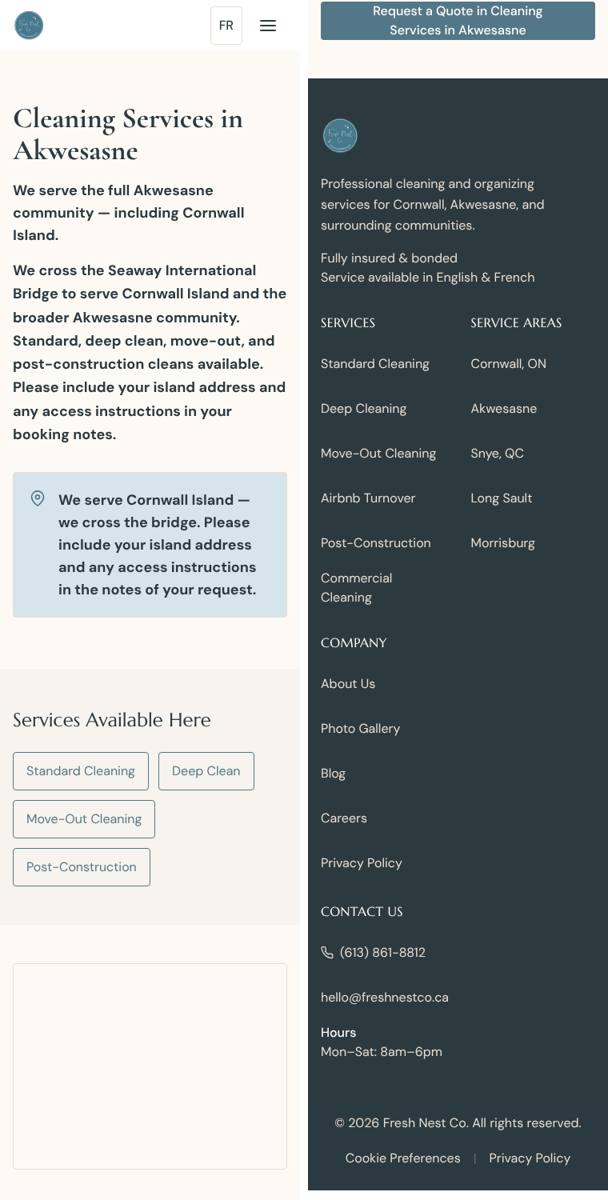 FR
Cleaning Services in
Akwesasne
We serve the full Akwesasne
community — including Cornwall
Island.
We cross the Seaway International
Bridge to serve Cornwall Island and the
broader Akwesasne community.
Standard, deep clean, move-out, and
post-construction cleans available.
Please include your island address and
any access instructions in your
booking notes.
We serve Cornwall Island —
we cross the bridge. Please
include your island address
and any access instructions
in the notes of your request.
Services Available Here
Standard Cleaning
Deep Clean
Move-Out Cleaning
Post-Construction
Request a Quote in Cleaning
Services in Akwesasne
Professional cleaning and organizing
services for Cornwall, Akwesasne, and
surrounding communities.
Fully insured & bonded
Service available in English & French
SERVICES
Standard Cleaning
Deep Cleaning
Move-Out Cleaning
Airbnb Turnover
Post-Construction
Commercial
Cleaning
SERVICE AREAS
Cornwall, ON
Akwesasne
Snye, QC
Long Sault
Morrisburg
COMPANY
About Us
Photo Gallery
Blog
Careers
Privacy Policy
CONTACT US
(613) 861-8812
hello@freshnestco.ca
Hours
Mon–Sat: 8am–6pm
© 2026 Fresh Nest Co. All rights reserved.
Cookie Preferences | Privacy Policy